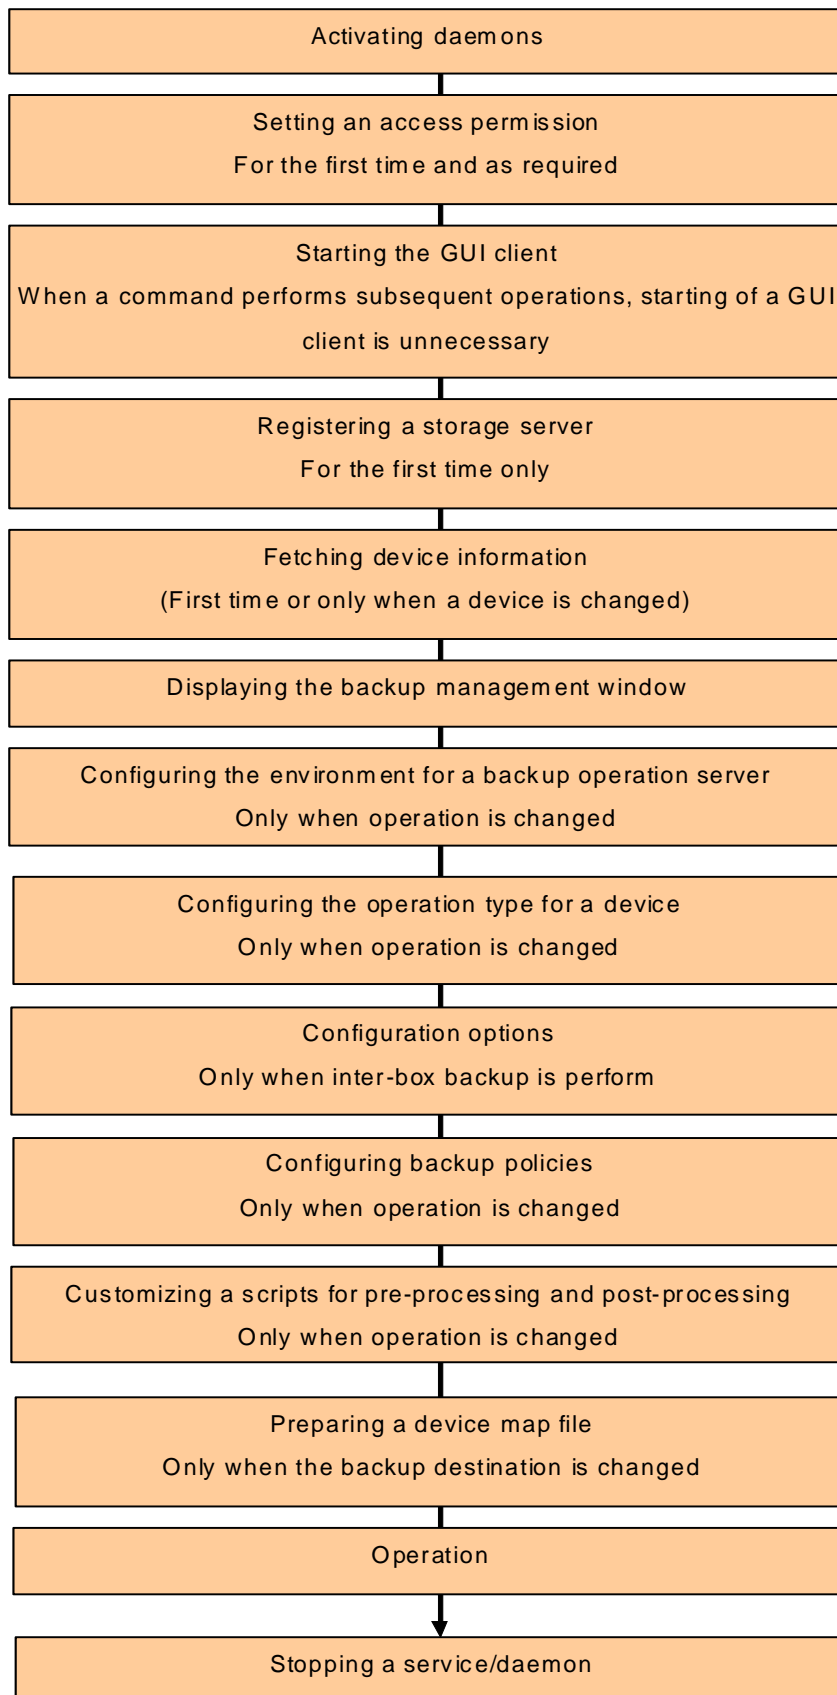 Activating daemons
Setting an access permission
For the first time and as required
Starting the GUI client
When a command performs subsequent operations, starting of a GUI
client is unnecessary
Registering a storage server
For the first time only
Fetching device information
(First time or only when a device is changed)
Displaying the backup management window
Configuring the environment for a backup operation server
Only when operation is changed
Configuring the operation type for a device
Only when operation is changed
Configuration options
Only when inter-box backup is perform
Configuring backup policies
Only when operation is changed
Customizing a scripts for pre-processing and post-processing
Only when operation is changed
Preparing a device map file
Only when the backup destination is changed
Operation
Stopping a service/daemon